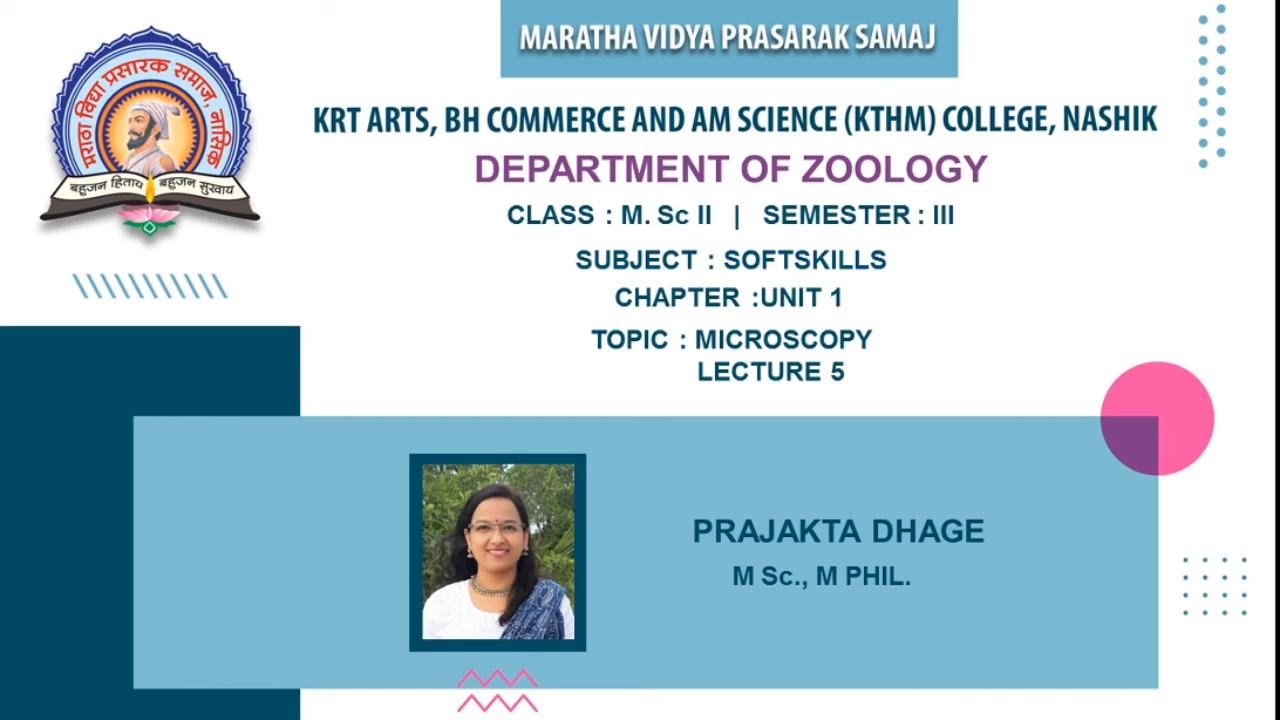 MARATHA VIDYA PRASARAK SAMAJ
मराठा विद्या प्रसारक समाज, नाशिक
बहुजन हिताय बहुजन सुखाय
KRT ARTS, BH COMMERCE AND AM SCIENCE (KTHM) COLLEGE, NASHIK
DEPARTMENT OF ZOOLOGY
CLASS : M. Sc II | SEMESTER : III
SUBJECT : SOFTSKILLS
CHAPTER :UNIT 1
TOPIC : MICROSCOPY
LECTURE 5
PRAJAKTA DHAGE
M Sc., M PHIL.